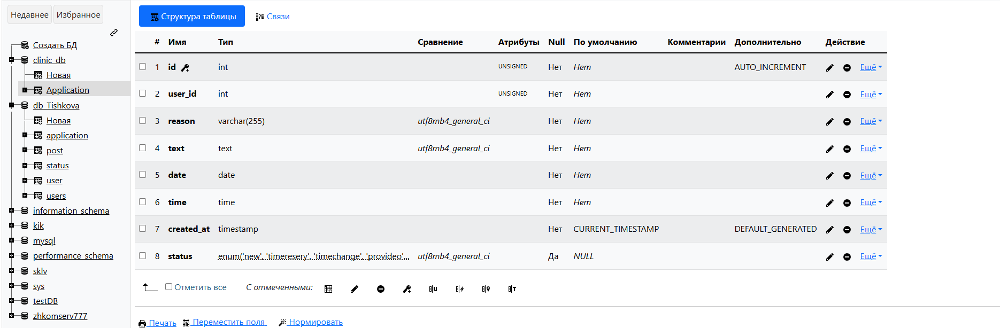 Недавнее Избранное
Создать БД
clinic_db
Новая
Application
db_Tishkova
Новая
application
post
status
user
users
information_schema
kik
mysql
performance_schema
sklv
sys
testDB
zhkomserv777
Структура таблицы Связи
# Имя Тип Сравнение Атрибуты Null По умолчанию Комментарии Дополнительно Действие
1 id int UNSIGNED Нет Нет AUTO_INCREMENT Ещё
2 user_id int UNSIGNED Нет Нет Ещё
3 reason varchar(255) utf8mb4_general_ci Нет Нет Ещё
4 text text utf8mb4_general_ci Нет Нет Ещё
5 date date Нет Нет Ещё
6 time time Нет Нет Ещё
7 created_at timestamp Нет CURRENT_TIMESTAMP DEFAULT_GENERATED Ещё
8 status enum('new', 'timeresery', 'timechange', 'provideo',... utf8mb4_general_ci Да NULL Ещё
Отметить все С отмеченными:
Печать Переместить поля Нормировать